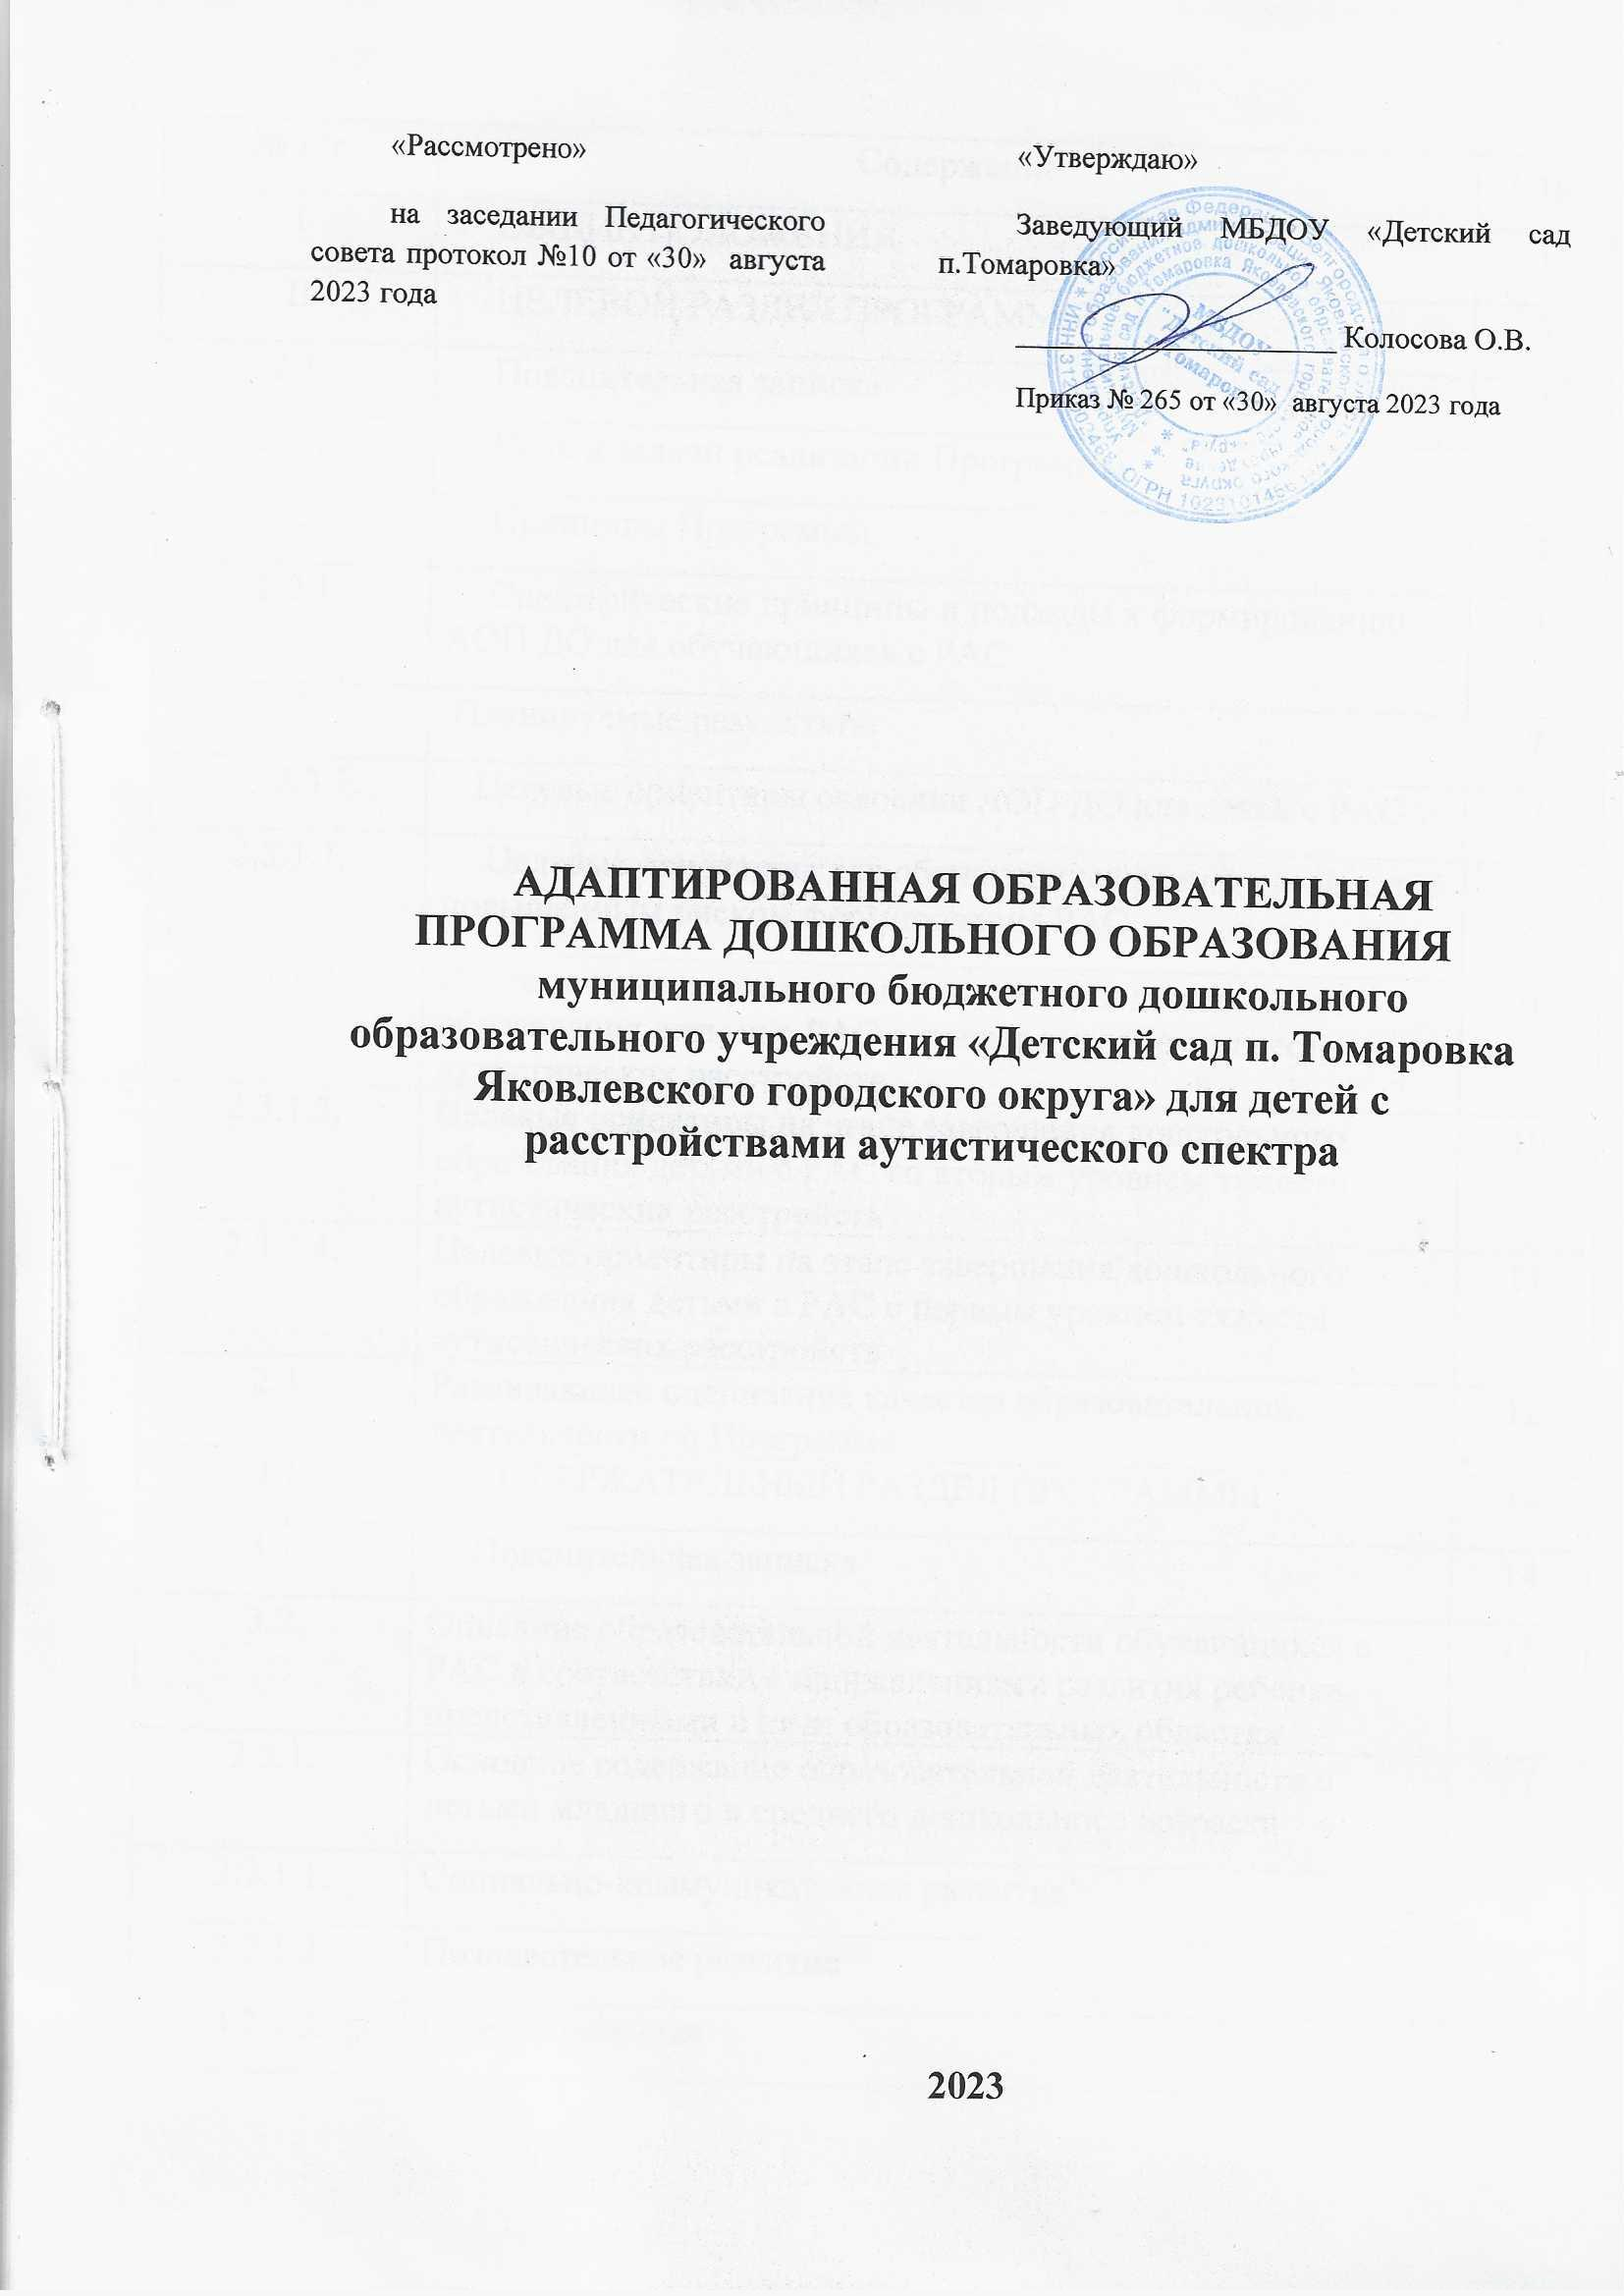 «Рассмотрено»
на заседании Педагогического
совета протокол №10 от «30» августа
2023 года
«Утверждаю»
Заведующий МБДОУ «Детский сад
п.Томаровка»
Колосова О.В.
Приказ № 265 от «30» августа 2023 года
МБДОУ
АДАПТИРОВАННАЯ ОБРАЗОВАТЕЛЬНАЯ
ПРОГРАММА ДОШКОЛЬНОГО ОБРАЗОВАНИЯ
муниципального бюджетного дошкольного
образовательного учреждения «Детский сад п. Томаровка
Яковлевского городского округа» для детей с
расстройствами аутистического спектра
2023